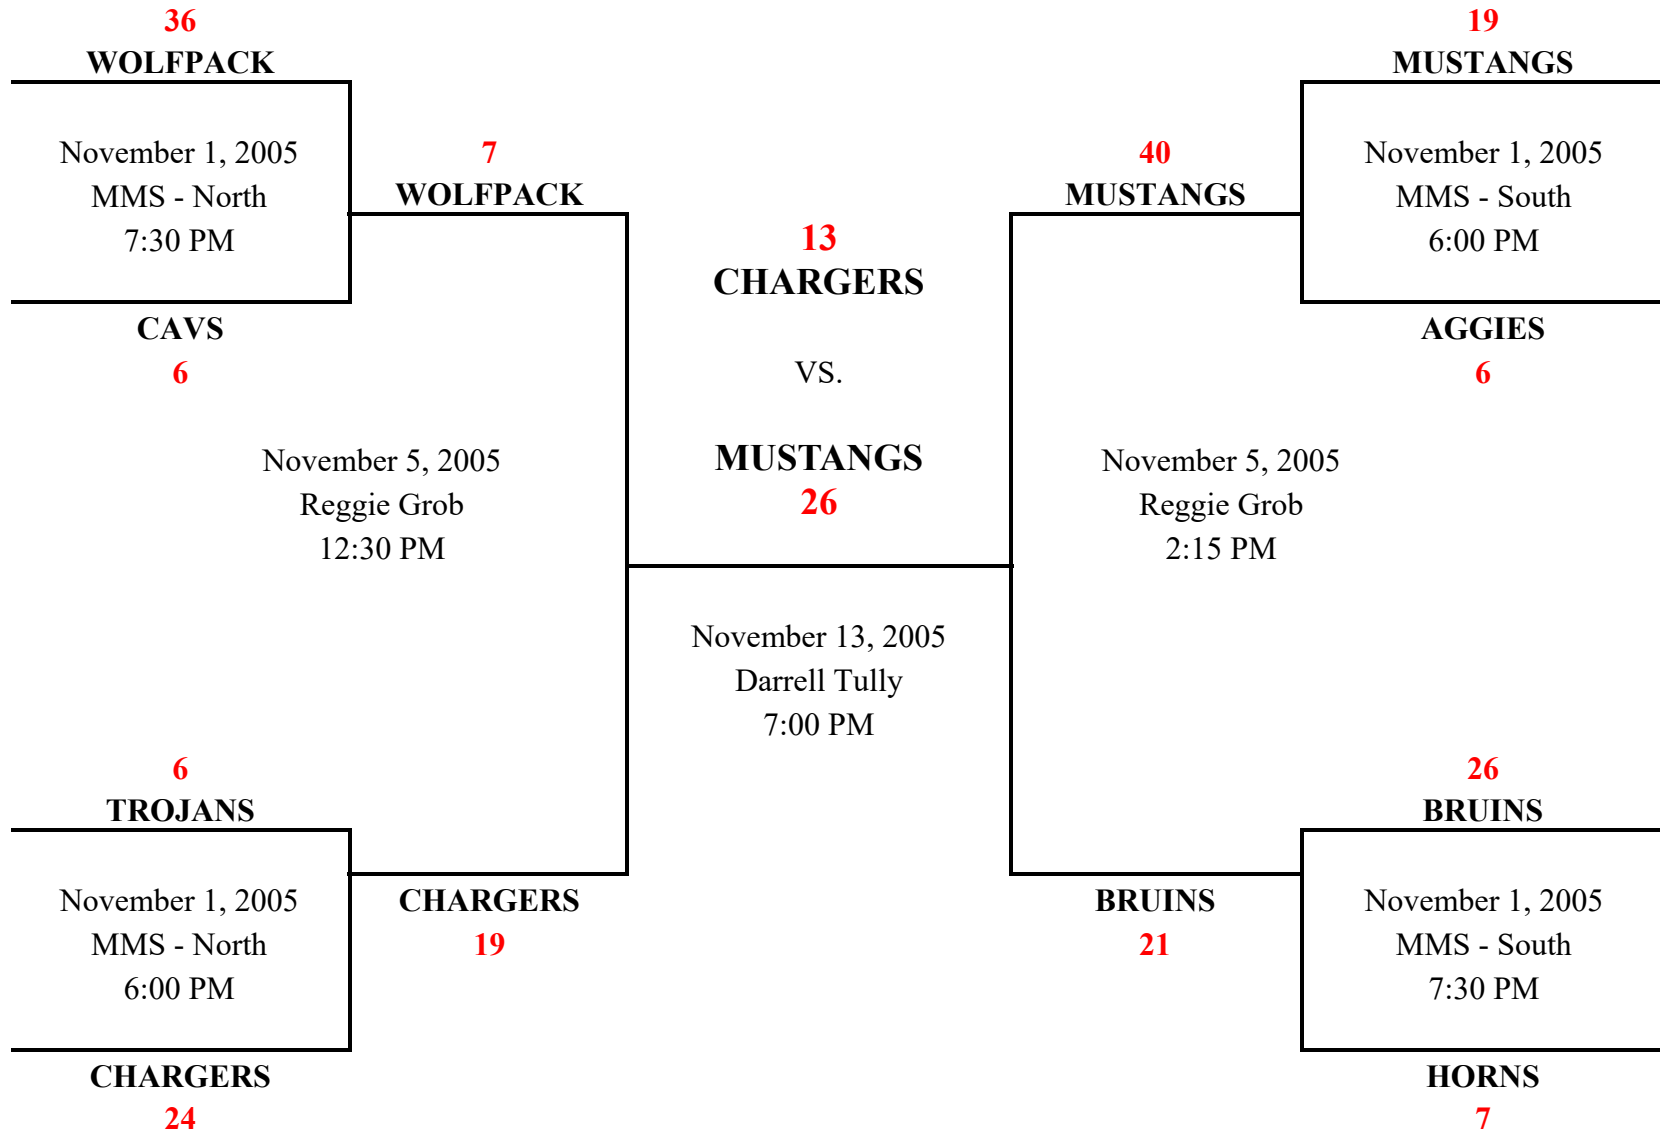 36
WOLFPACK
November 1, 2005
MMS - North
7:30 PM
CAVS
6
7
WOLFPACK
November 5, 2005
Reggie Grob
12:30 PM
6
TROJANS
November 1, 2005
MMS - North
6:00 PM
CHARGERS
24
CHARGERS
19
13
CHARGERS
VS.
MUSTANGS
26
November 13, 2005
Darrell Tully
7:00 PM
40
MUSTANGS
November 5, 2005
Reggie Grob
2:15 PM
BRUINS
21
19
MUSTANGS
November 1, 2005
MMS - South
6:00 PM
AGGIES
6
26
BRUINS
November 1, 2005
MMS - South
7:30 PM
HORNS
7